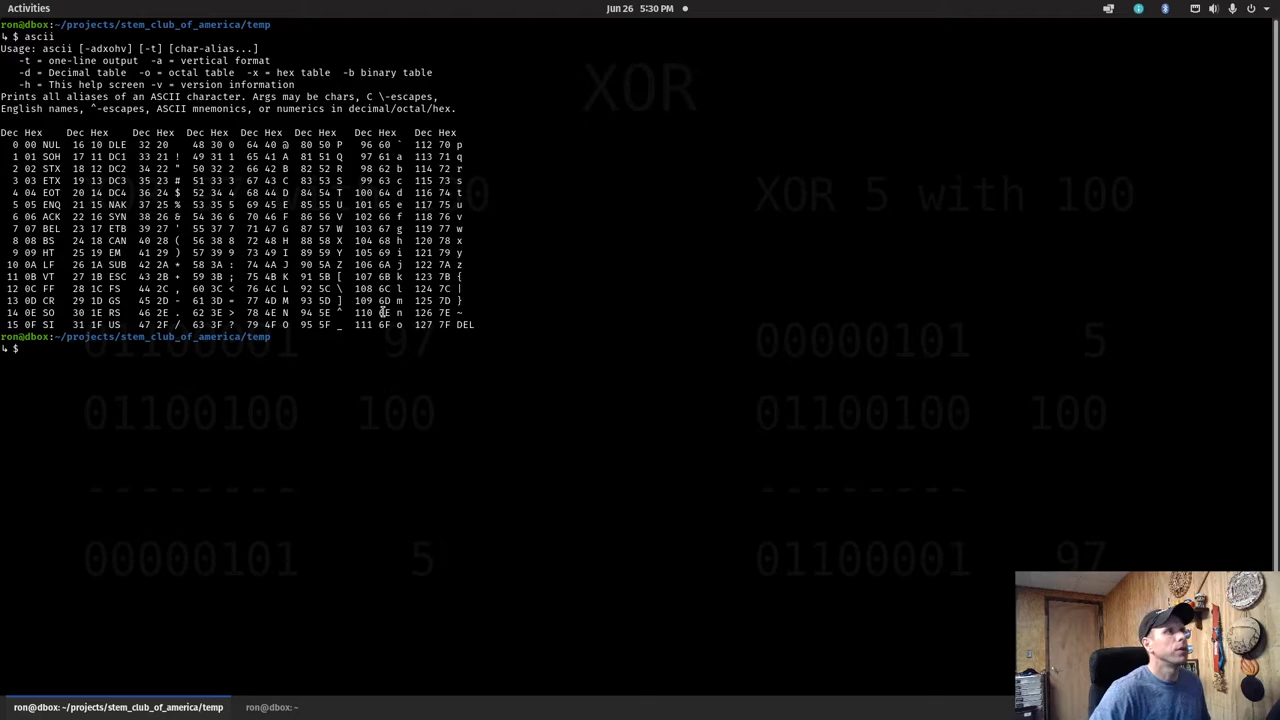 Activities
Jun 26 5:30 PM
ron@dbox:~/projects/stem_club_of_america/temp
↳ $ ascii
Usage: ascii [-adxohv] [-t] [char-alias...]
-t = one-line output -a = vertical format
-d = Decimal table -o = octal table -x = hex table -b binary table
-h = This help screen -v = version information
Prints all aliases of an ASCII character. Args may be chars, C \-escapes,
English names, ^-escapes, ASCII mnemonics, or numerics in decimal/octal/hex.
Dec Hex Dec Hex Dec Hex Dec Hex Dec Hex Dec Hex Dec Hex Dec Hex
0 00 NUL 16 10 DLE 32 20 48 30 0 64 40 @ 80 50 P 96 60 ` 112 70 p
1 01 SOH 17 11 DC1 33 21 ! 49 31 1 65 41 A 81 51 Q 97 61 a 113 71 q
2 02 STX 18 12 DC2 34 22 " 50 32 2 66 42 B 82 52 R 98 62 b 114 72 r
3 03 ETX 19 13 DC3 35 23 # 51 33 3 67 43 C 83 53 S 99 63 c 115 73 s
4 04 EOT 20 14 DC4 36 24 $ 52 34 4 68 44 D 84 54 T 100 64 d 116 74 t
5 05 ENQ 21 15 NAK 37 25 % 53 35 5 69 45 E 85 55 U 101 65 e 117 75 u
6 06 ACK 22 16 SYN 38 26 & 54 36 6 70 46 F 86 56 V 102 66 f 118 76 v
7 07 BEL 23 17 ETB 39 27 ' 55 37 7 71 47 G 87 57 W 103 67 g 119 77 w
8 08 BS 24 18 CAN 40 28 ( 56 38 8 72 48 H 88 58 X 104 68 h 120 78 x
9 09 HT 25 19 EM 41 29 ) 57 39 9 73 49 I 89 59 Y 105 69 i 121 79 y
10 0A LF 26 1A SUB 42 2A * 58 3A : 74 4A J 90 5A Z 106 6A j 122 7A z
11 0B VT 27 1B ESC 43 2B + 59 3B ; 75 4B K 91 5B [ 107 6B k 123 7B {
12 0C FF 28 1C FS 44 2C , 60 3C < 76 4C L 92 5C \ 108 6C l 124 7C |
13 0D CR 29 1D GS 45 2D - 61 3D = 77 4D M 93 5D ] 109 6D m 125 7D }
14 0E SO 30 1E RS 46 2E . 62 3E > 78 4E N 94 5E ^ 110 6E n 126 7E ~
15 0F SI 31 1F US 47 2F / 63 3F ? 79 4F O 95 5F _ 111 6F o 127 7F DEL
ron@dbox:~/projects/stem_club_of_america/temp
↳ $
XOR
XOR 5 with 100
01100001 97
00000101 5
01100100 100
01100100 100
--------
--------
00000101 5
01100001 97
ron@dbox:~/projects/stem_club_of_america/temp
ron@dbox: ~